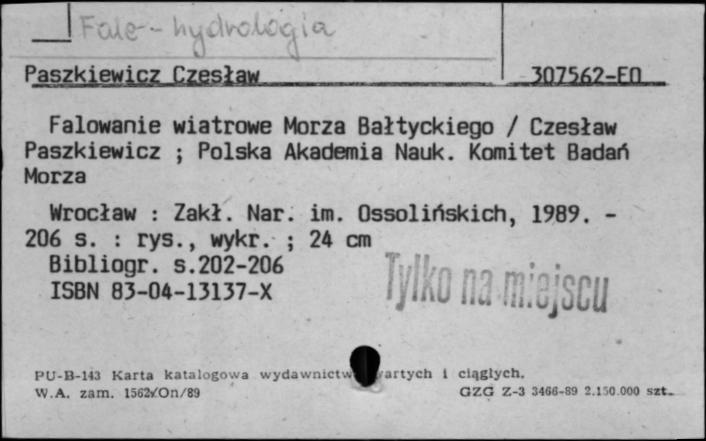 Fale - hydrologia
Paszkiewicz Czesław 307562-EO
Falowanie wiatrowe Morza Bałtyckiego / Czesław
Paszkiewicz ; Polska Akademia Nauk. Komitet Badań
Morza
Wrocław : Zakł. Nar. im. Ossolińskich, 1989. -
206 s. : rys., wykr. ; 24 cm
Bibliogr. s.202-206
ISBN 83-04-13137-X
Tylko na miejscu
PU-B-143 Karta katalogowa wydawnictw artych i ciągłych.
W.A. zam. 1562/On/89 GZG Z-3 3466-89 2.150.000 szt.